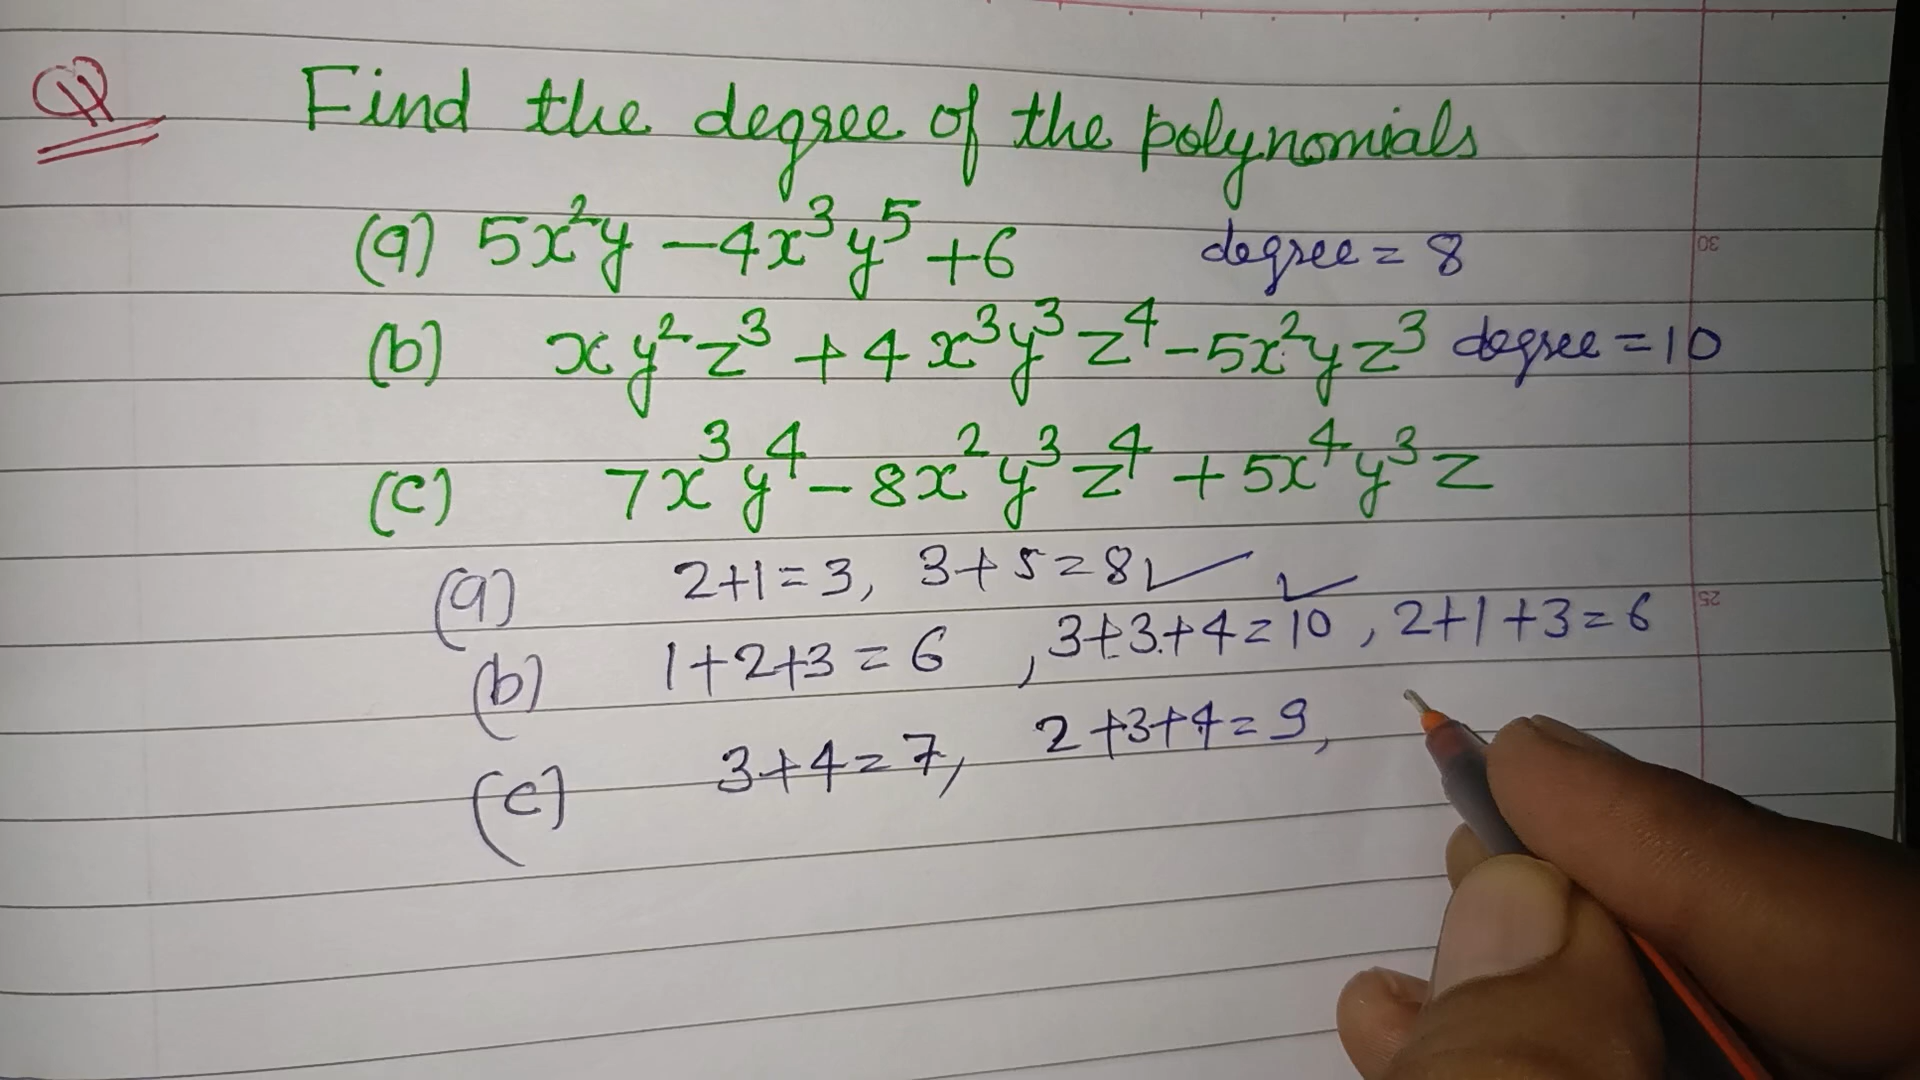 Q Find the degree of the polynomials
(a) 5x²y − 4x³y⁵ + 6 degree = 8
(b) xy²z³ + 4x³y³z⁴ − 5x²yz³ degree = 10
(c) 7x³y⁴ − 8x²y³z⁴ + 5x⁴y³z
(a) 2+1=3, 3+5=8 ✓
(b) 1+2+3=6, 3+3+4=10 ✓, 2+1+3=6
(c) 3+4=7, 2+3+4=9,
30
25